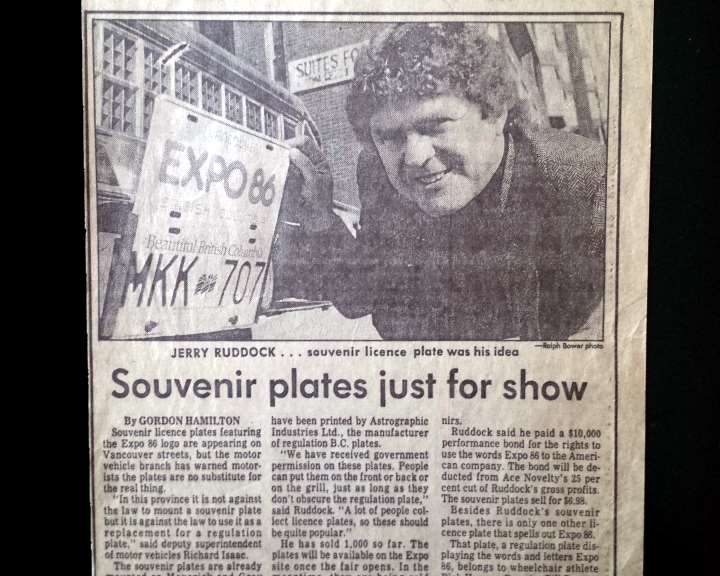 SUITES FO
EXPO 86
Beautiful British Columbia
MKK 707
—Ralph Bower photo
JERRY RUDDOCK . . . souvenir licence plate was his idea
Souvenir plates just for show
By GORDON HAMILTON
Souvenir licence plates featuring
the Expo 86 logo are appearing on
Vancouver streets, but the motor
vehicle branch has warned motor-
ists the plates are no substitute for
the real thing.
"In this province it is not against
the law to mount a souvenir plate
but it is against the law to use it as a
replacement for a regulation
plate," said deputy superintendent
of motor vehicles Richard Isaac.
The souvenir plates are already
have been printed by Astrographic
Industries Ltd., the manufacturer
of regulation B.C. plates.
"We have received government
permission on these plates. People
can put them on the front or back or
on the grill, just as long as they
don't obscure the regulation plate,"
said Ruddock. "A lot of people col-
lect licence plates, so these should
be quite popular."
He has sold 1,000 so far. The
plates will be available on the Expo
site once the fair opens. In the
nirs.
Ruddock said he paid a $10,000
performance bond for the rights to
use the words Expo 86 to the Ameri-
can company. The bond will be de-
ducted from Ace Novelty's 25 per
cent cut of Ruddock's gross profits.
The souvenir plates sell for $6.98.
Besides Ruddock's souvenir
plates, there is only one other li-
cence plate that spells out Expo 86.
That plate, a regulation plate dis-
playing the words and letters Expo
86, belongs to wheelchair athlete